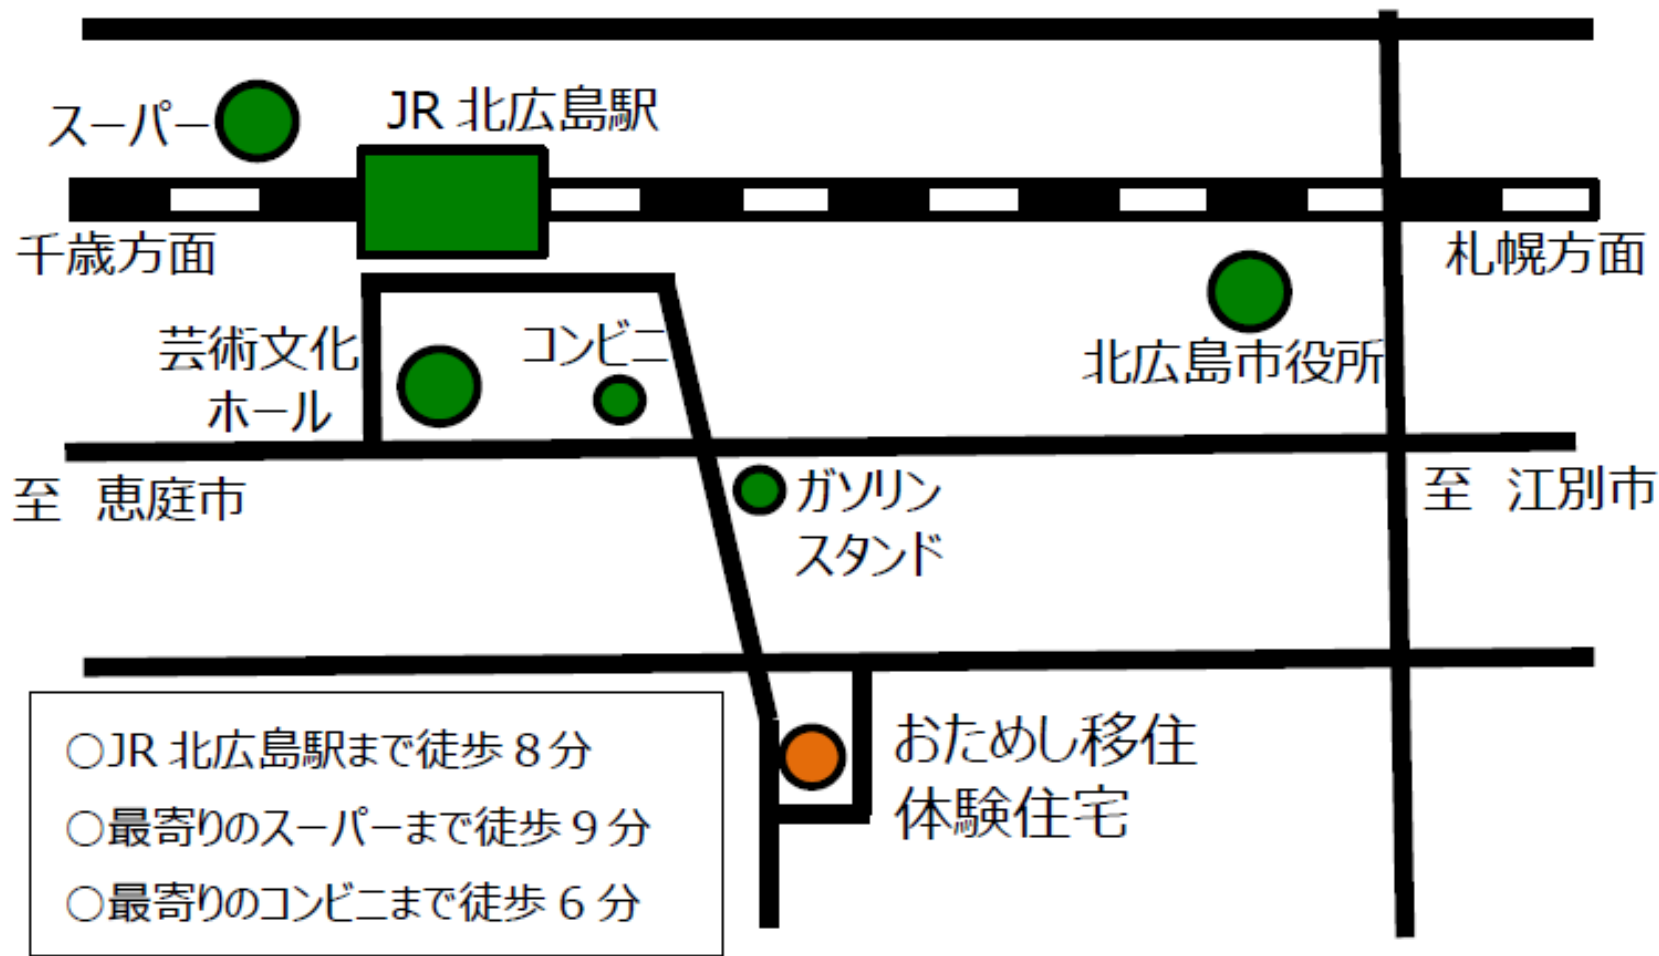 JR 北広島駅
スーパー
千歳方面
札幌方面
芸術文化
ホール
コンビニ
北広島市役所
至 恵庭市
ガソリン
スタンド
至 江別市
おためし移住
体験住宅
○JR 北広島駅まで徒歩 8 分
○最寄りのスーパーまで徒歩 9 分
○最寄りのコンビニまで徒歩 6 分